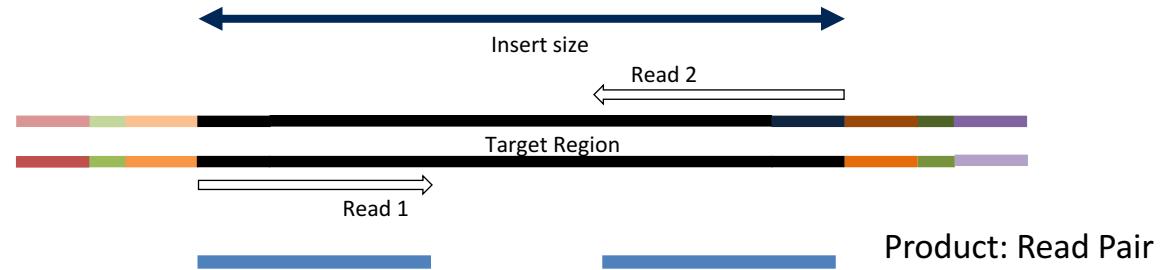 Insert size
Read 2
Target Region
Read 1
Product: Read Pair